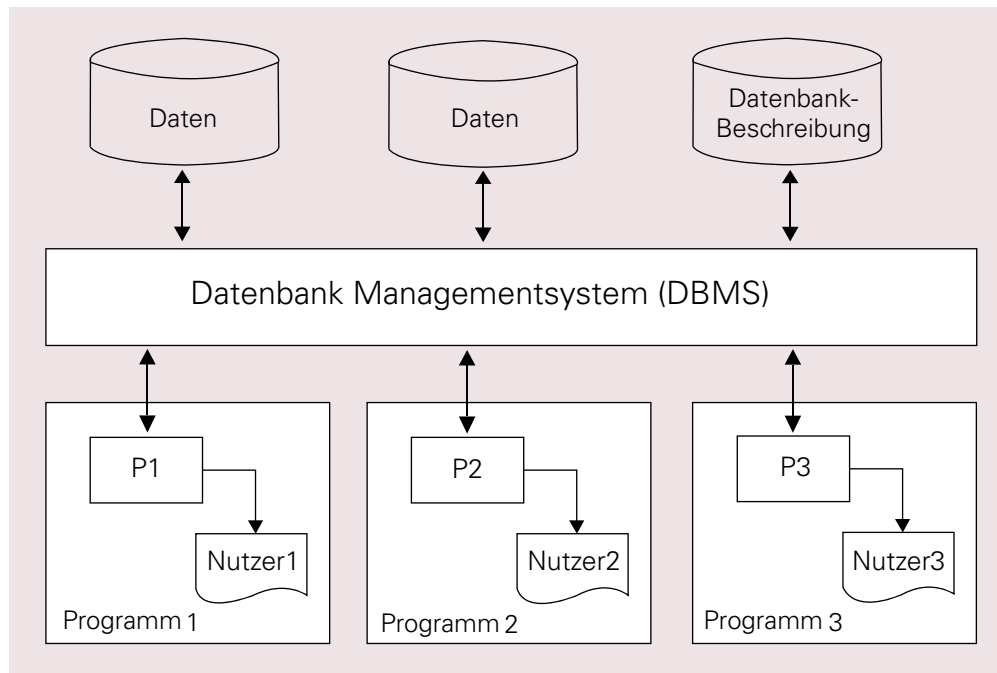 Daten
Daten
Datenbank-
Beschreibung
Datenbank Managementsystem (DBMS)
P1
Nutzer1
Programm 1
P2
Nutzer2
Programm 2
P3
Nutzer3
Programm 3